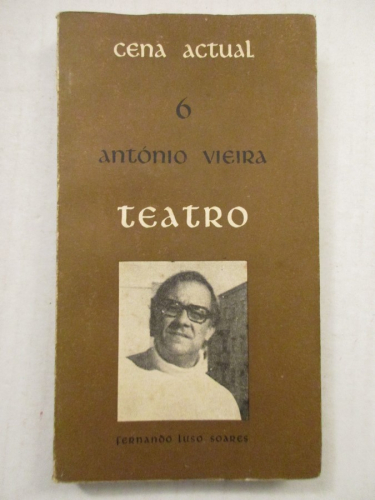 cena actual
6
antónio vieira
teatro
fernando luso soares